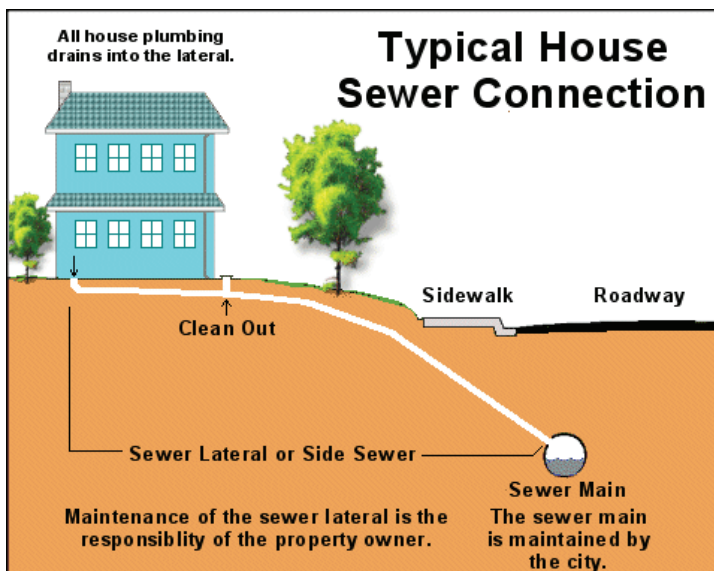 All house plumbing
drains into the lateral.
Typical House
Sewer Connection
Sidewalk
Roadway
Clean Out
Sewer Lateral or Side Sewer
Sewer Main
Maintenance of the sewer lateral is the
responsiblity of the property owner.
The sewer main
is maintained by
the city.